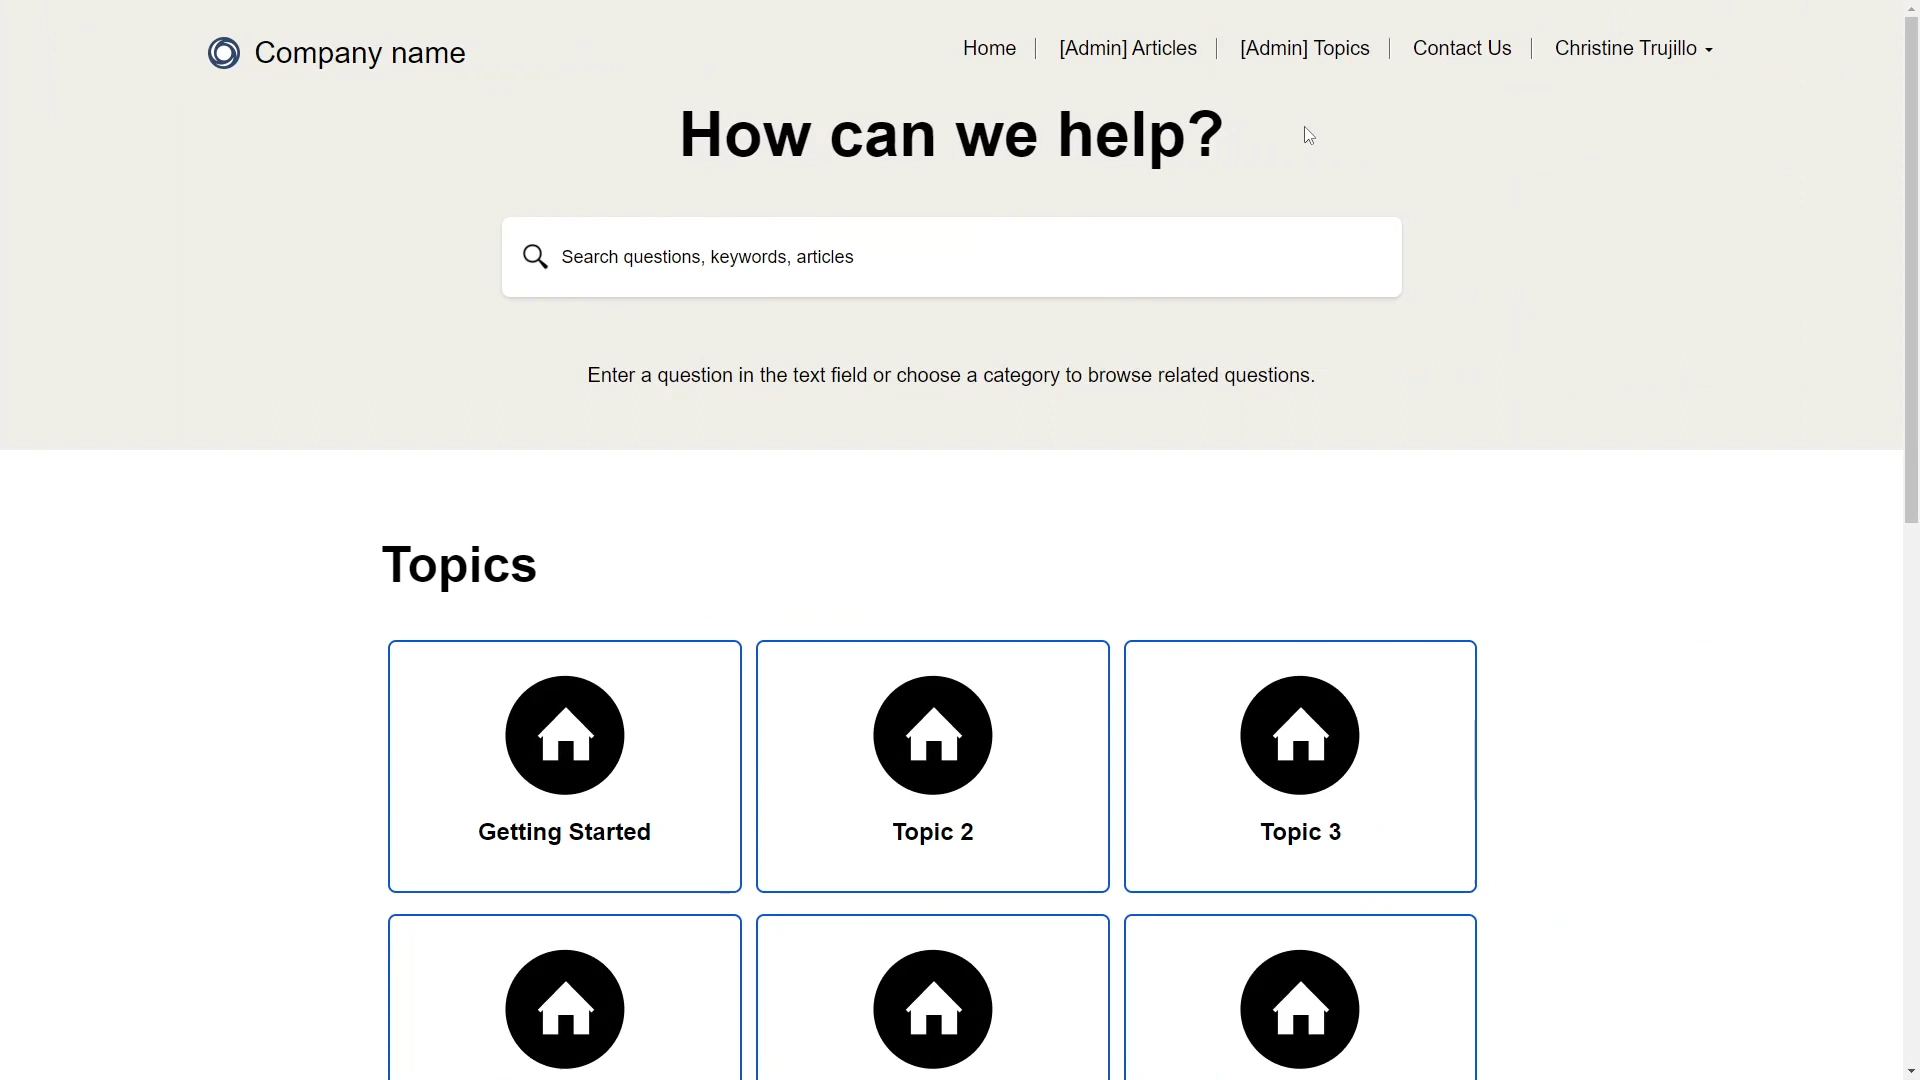 Company name
Home
[Admin] Articles
[Admin] Topics
Contact Us
Christine Trujillo
How can we help?
Search questions, keywords, articles
Enter a question in the text field or choose a category to browse related questions.
Topics
Getting Started
Topic 2
Topic 3